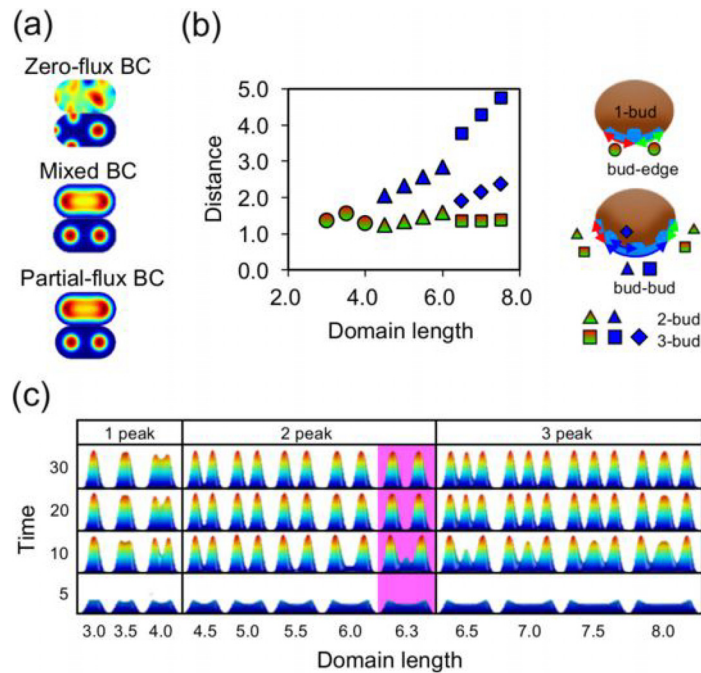 (a)
Zero-flux BC
Mixed BC
Partial-flux BC
(b)
5.0
4.0
3.0
2.0
1.0
0.0
Distance
2.0 4.0 6.0 8.0
Domain length
1-bud
bud-edge
bud-bud
2-bud
3-bud
(c)
1 peak 2 peak 3 peak
30
20
10
5
Time
3.0 3.5 4.0 4.5 5.0 5.5 6.0 6.3 6.5 7.0 7.5 8.0
Domain length